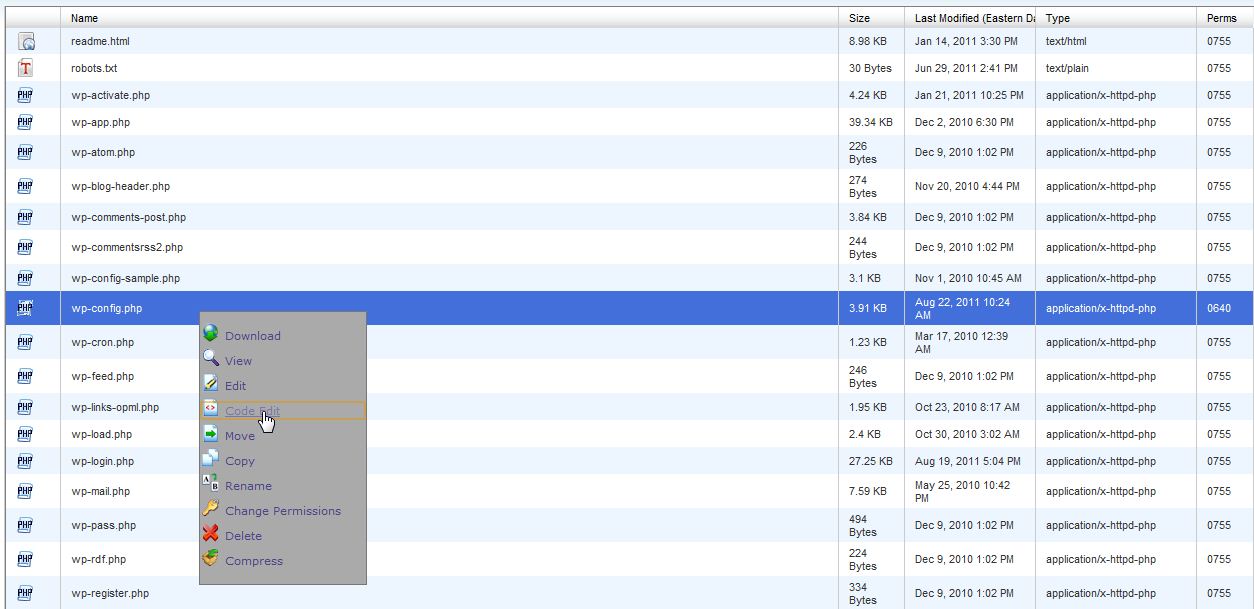 Name Size Last Modified (Eastern Da Type Perms
readme.html 8.98 KB Jan 14, 2011 3:30 PM text/html 0755
T robots.txt 30 Bytes Jun 29, 2011 2:41 PM text/plain 0755
PHP wp-activate.php 4.24 KB Jan 21, 2011 10:25 PM application/x-httpd-php 0755
PHP wp-app.php 39.34 KB Dec 2, 2010 6:30 PM application/x-httpd-php 0755
PHP wp-atom.php 226 Bytes Dec 9, 2010 1:02 PM application/x-httpd-php 0755
PHP wp-blog-header.php 274 Bytes Nov 20, 2010 4:44 PM application/x-httpd-php 0755
PHP wp-comments-post.php 3.84 KB Dec 9, 2010 1:02 PM application/x-httpd-php 0755
PHP wp-commentsrss2.php 244 Bytes Dec 9, 2010 1:02 PM application/x-httpd-php 0755
PHP wp-config-sample.php 3.1 KB Nov 1, 2010 10:45 AM application/x-httpd-php 0755
PHP wp-config.php 3.91 KB Aug 22, 2011 10:24 AM application/x-httpd-php 0640
PHP wp-cron.php 1.23 KB Mar 17, 2010 12:39 AM application/x-httpd-php 0755
PHP wp-feed.php 246 Bytes Dec 9, 2010 1:02 PM application/x-httpd-php 0755
PHP wp-links-opml.php 1.95 KB Oct 23, 2010 8:17 AM application/x-httpd-php 0755
PHP wp-load.php 2.4 KB Oct 30, 2010 3:02 AM application/x-httpd-php 0755
PHP wp-login.php 27.25 KB Aug 19, 2011 5:04 PM application/x-httpd-php 0755
PHP wp-mail.php 7.59 KB May 25, 2010 10:42 PM application/x-httpd-php 0755
PHP wp-pass.php 494 Bytes Dec 9, 2010 1:02 PM application/x-httpd-php 0755
PHP wp-rdf.php 224 Bytes Dec 9, 2010 1:02 PM application/x-httpd-php 0755
PHP wp-register.php 334 Bytes Dec 9, 2010 1:02 PM application/x-httpd-php 0755
Download
View
Edit
Code Edit
Move
Copy
A B Rename
Change Permissions
Delete
Compress